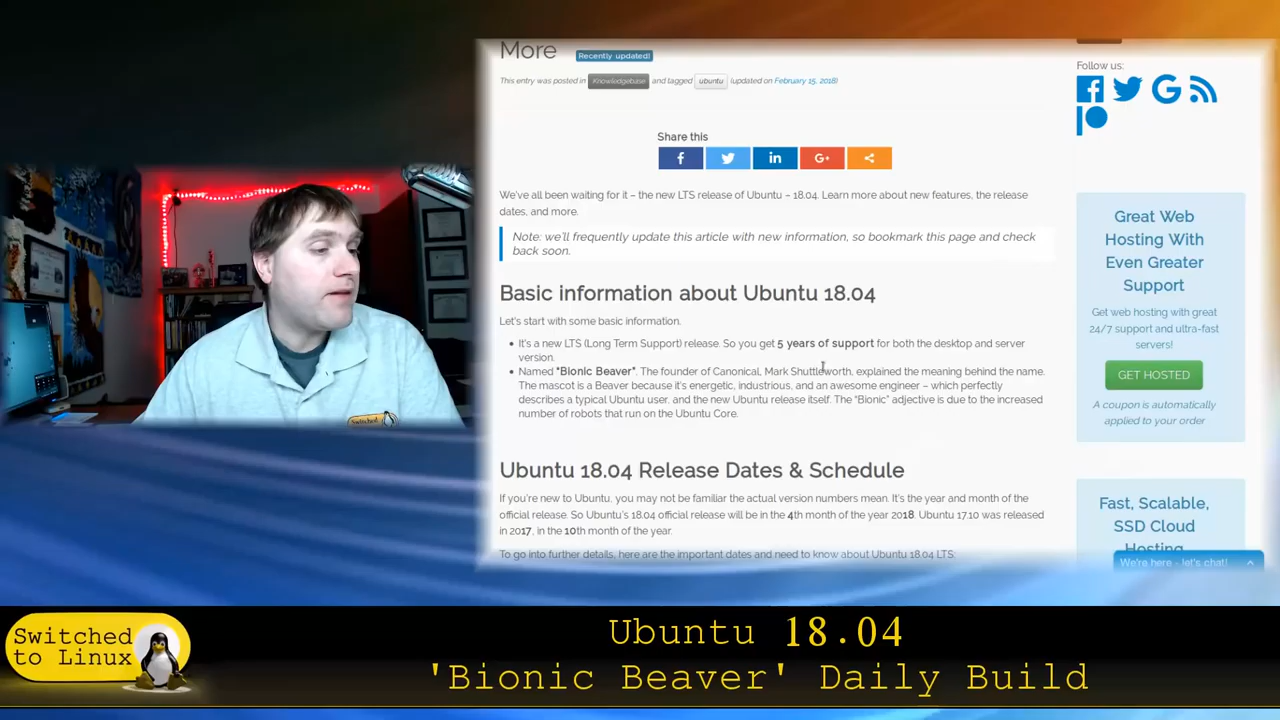 More Recently updated!
This entry was posted in Knowledgebase and tagged ubuntu (updated on February 15, 2018)
Share this
We've all been waiting for it – the new LTS release of Ubuntu – 18.04. Learn more about new features, the release
dates, and more.
Note: we'll frequently update this article with new information, so bookmark this page and check
back soon.
Basic information about Ubuntu 18.04
Let's start with some basic information.
It's a new LTS (Long Term Support) release. So you get 5 years of support for both the desktop and server
version.
Named "Bionic Beaver". The founder of Canonical, Mark Shuttleworth, explained the meaning behind the name.
The mascot is a Beaver because it's energetic, industrious, and an awesome engineer – which perfectly
describes a typical Ubuntu user, and the new Ubuntu release itself. The "Bionic" adjective is due to the increased
number of robots that run on the Ubuntu Core.
Ubuntu 18.04 Release Dates & Schedule
If you're new to Ubuntu, you may not be familiar the actual version numbers mean. It's the year and month of the
official release. So Ubuntu's 18.04 official release will be in the 4th month of the year 2018. Ubuntu 17.10 was released
in 2017, in the 10th month of the year.
To go into further details, here are the important dates and need to know about Ubuntu 18.04 LTS:
Follow us:
Great Web
Hosting With
Even Greater
Support
Get web hosting with great
24/7 support and ultra-fast
servers!
GET HOSTED
A coupon is automatically
applied to your order
Fast, Scalable,
SSD Cloud
Hosting
We're here - let's chat!
Switched
to Linux
Ubuntu 18.04
'Bionic Beaver' Daily Build